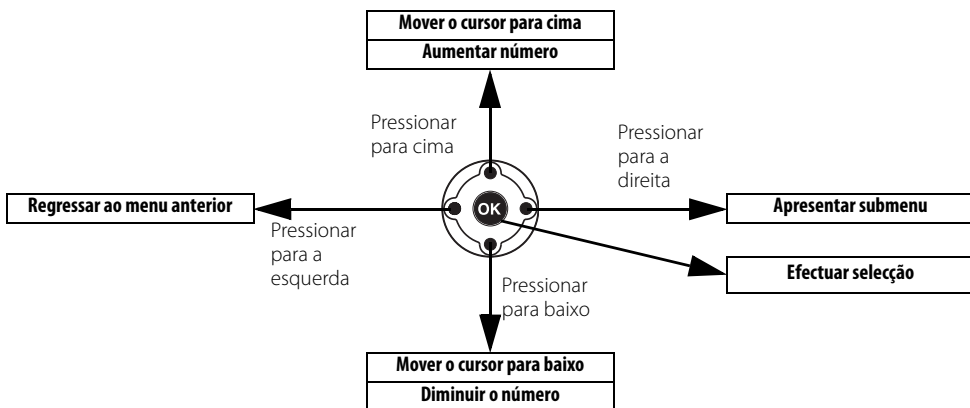 Mover o cursor para cima
Aumentar número
Pressionar
para cima
Pressionar
para a
direita
Regressar ao menu anterior
OK
Apresentar submenu
Pressionar
para a
esquerda
Efectuar selecção
Pressionar
para baixo
Mover o cursor para baixo
Diminuir o número